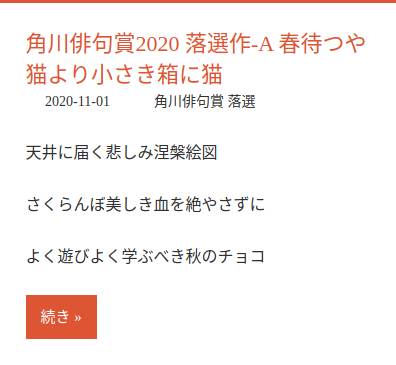 角川俳句賞2020 落選作-A 春待つや
猫より小さき箱に猫
2020-11-01 角川俳句賞 落選
天井に届く悲しみ涅槃絵図
さくらんぼ美しき血を絶やさずに
よく遊びよく学ぶべき秋のチョコ
続き »